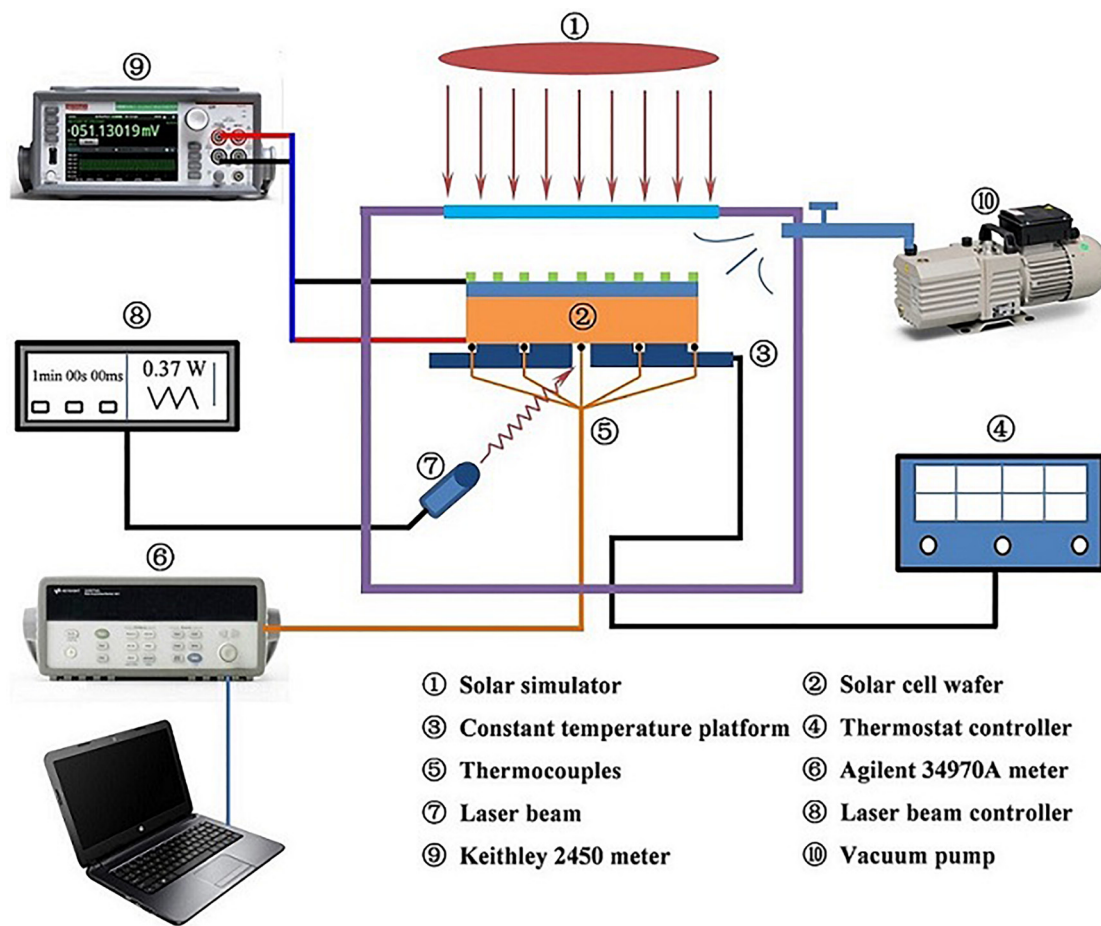 ①
⑨
051.13019mV
⑩
②
⑧
③
1min 00s 00ms
0.37 W
⑤
④
⑦
⑥
① Solar simulator
② Solar cell wafer
③ Constant temperature platform
④ Thermostat controller
⑤ Thermocouples
⑥ Agilent 34970A meter
⑦ Laser beam
⑧ Laser beam controller
⑨ Keithley 2450 meter
⑩ Vacuum pump